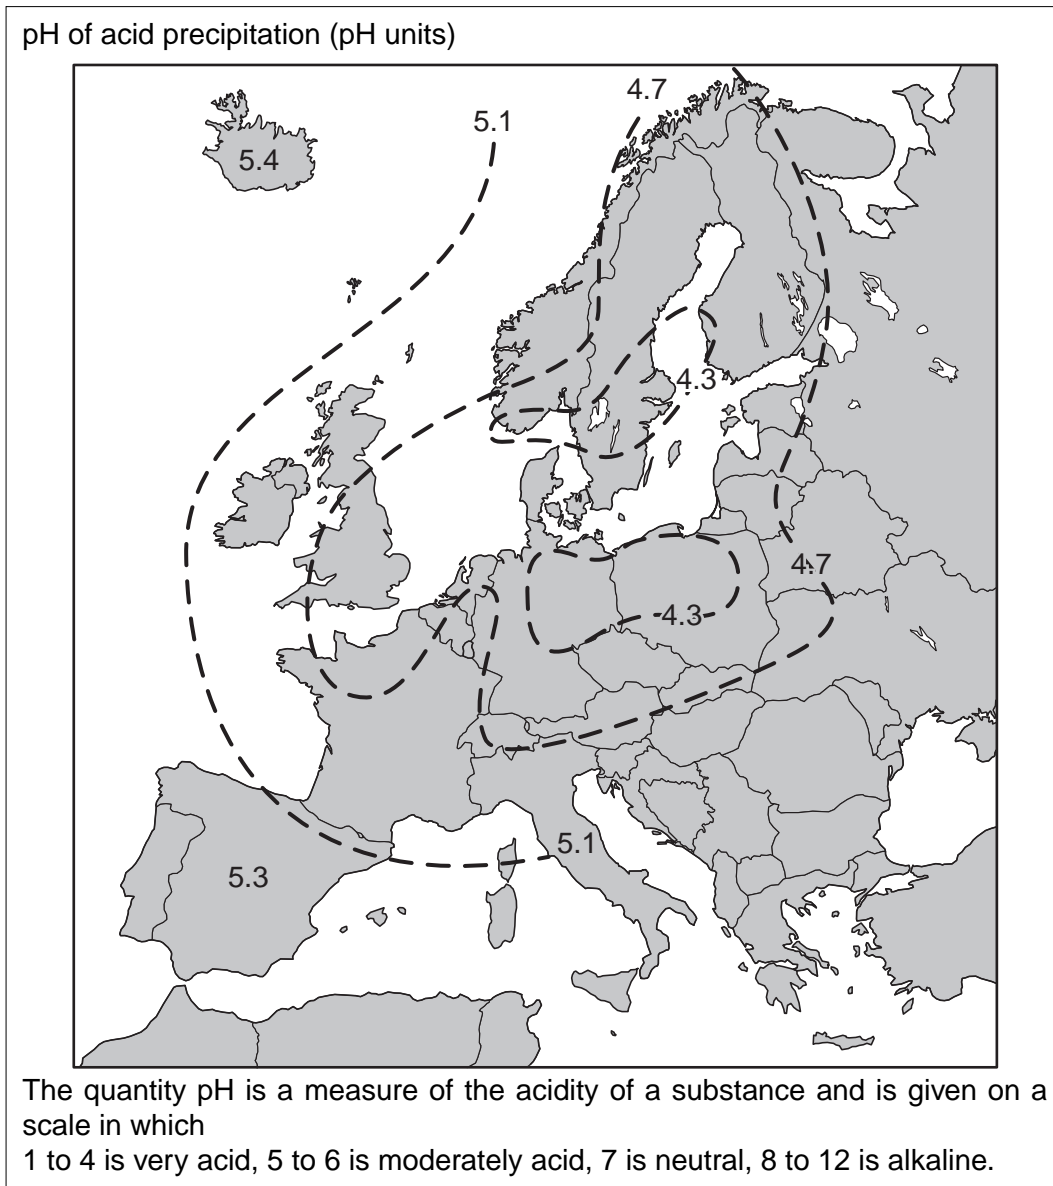 pH of acid precipitation (pH units)
4.7
5.1
5.4
4.3
4.7
4.3
5.1
5.3
The quantity pH is a measure of the acidity of a substance and is given on a
scale in which
1 to 4 is very acid, 5 to 6 is moderately acid, 7 is neutral, 8 to 12 is alkaline.